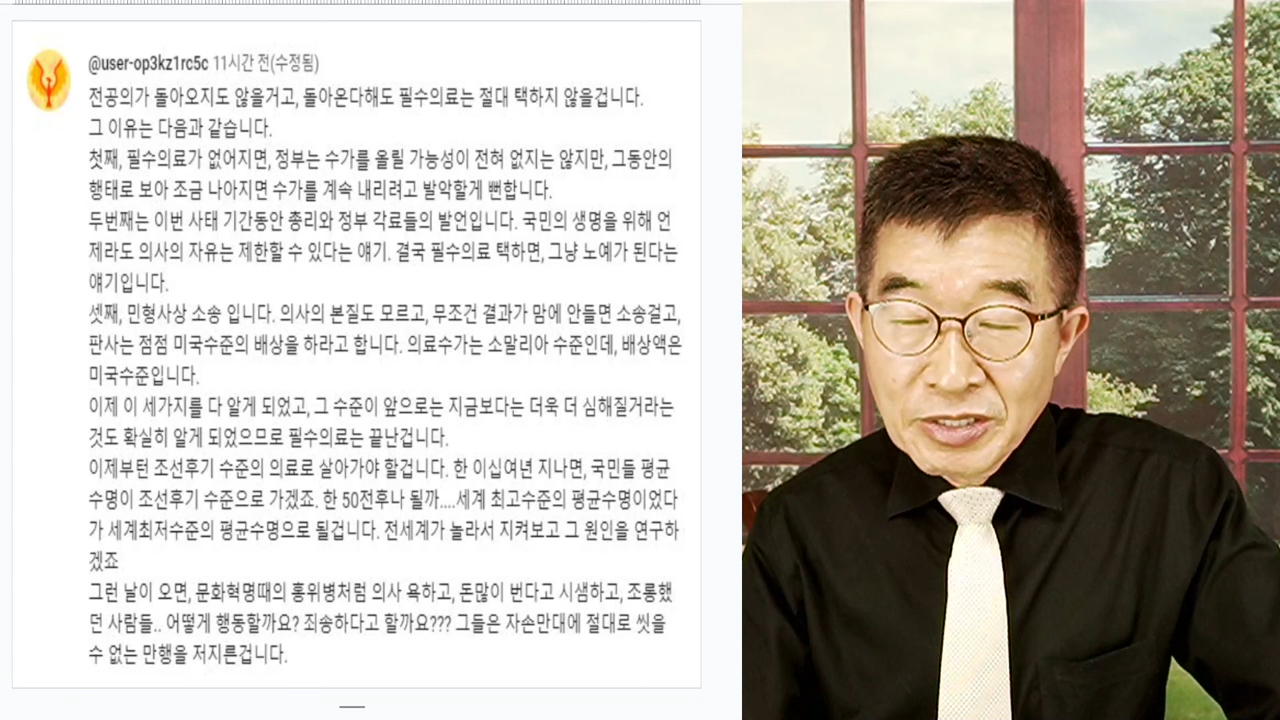 @user-op3kz1rc5c 11시간 전(수정됨)
전공의가 돌아오지도 않을거고, 돌아온다해도 필수의료는 절대 택하지 않을겁니다.
그 이유는 다음과 같습니다.
첫째, 필수의료가 없어지면, 정부는 수가를 올릴 가능성이 전혀 없지는 않지만, 그동안의
행태로 보아 조금 나아지면 수가를 계속 내리려고 발악할게 뻔합니다.
두번째는 이번 사태 기간동안 총리와 정부 각료들의 발언입니다. 국민의 생명을 위해 언
제라도 의사의 자유는 제한할 수 있다는 얘기. 결국 필수의료 택하면, 그냥 노예가 된다는
얘기입니다.
셋째, 민형사상 소송 입니다. 의사의 본질도 모르고, 무조건 결과가 맘에 안들면 소송걸고,
판사는 점점 미국수준의 배상을 하라고 합니다. 의료수가는 소말리아 수준인데, 배상액은
미국수준입니다.
이제 이 세가지를 다 알게 되었고, 그 수준이 앞으로는 지금보다는 더욱 더 심해질거라는
것도 확실히 알게 되었으므로 필수의료는 끝난겁니다.
이제부턴 조선후기 수준의 의료로 살아가야 할겁니다. 한 이십여년 지나면, 국민들 평균
수명이 조선후기 수준으로 가겠죠. 한 50전후나 될까....세계 최고수준의 평균수명이었다
가 세계최저수준의 평균수명으로 될겁니다. 전세계가 놀라서 지켜보고 그 원인을 연구하
겠죠
그런 날이 오면, 문화혁명때의 홍위병처럼 의사 욕하고, 돈많이 번다고 시샘하고, 조롱했
던 사람들.. 어떻게 행동할까요? 죄송하다고 할까요??? 그들은 자손만대에 절대로 씻을
수 없는 만행을 저지른겁니다.